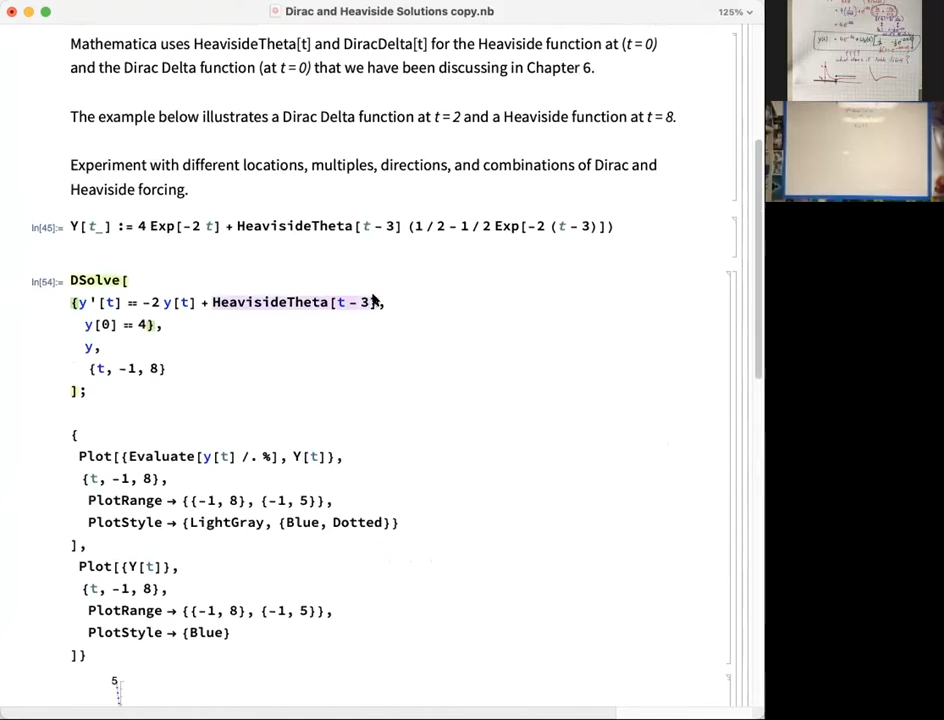 Dirac and Heaviside Solutions copy.nb
125%
Mathematica uses HeavisideTheta[t] and DiracDelta[t] for the Heaviside function at (t = 0)
and the Dirac Delta function (at t = 0) that we have been discussing in Chapter 6.
The example below illustrates a Dirac Delta function at t = 2 and a Heaviside function at t = 8.
Experiment with different locations, multiples, directions, and combinations of Dirac and
Heaviside forcing.
In[45]:= Y[t_] := 4 Exp[-2 t] + HeavisideTheta[t - 3] (1 / 2 - 1 / 2 Exp[-2 (t - 3)])
In[54]:= DSolve[
{y '[t] == -2 y[t] + HeavisideTheta[t - 3],
y[0] == 4},
y,
{t, -1, 8}
];
{
Plot[{Evaluate[y[t] /. %], Y[t]},
{t, -1, 8},
PlotRange → {{-1, 8}, {-1, 5}},
PlotStyle → {LightGray, {Blue, Dotted}}
],
Plot[{Y[t]},
{t, -1, 8},
PlotRange → {{-1, 8}, {-1, 5}},
PlotStyle → {Blue}
]}
5